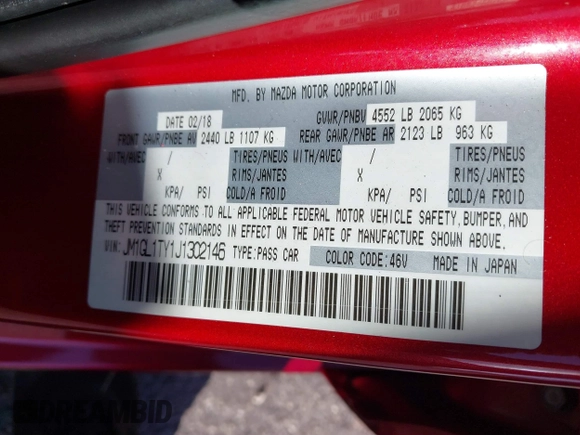 MFD. BY MAZDA MOTOR CORPORATION
DATE 02/18 GVWR/PNBV 4552 LB 2065 KG
FRONT GAWR/PNBE AV 2440 LB 1107 KG REAR GAWR/PNBE AR 2123 LB 963 KG
WITH/AVEC / TIRES/PNEUS WITH/AVEC / TIRES/PNEUS
X RIMS/JANTES X RIMS/JANTES
KPA/ PSI COLD/A FROID KPA/ PSI COLD/A FROID
THIS VEHICLE CONFORMS TO ALL APPLICABLE FEDERAL MOTOR VEHICLE SAFETY, BUMPER, AND
THEFT PREVENTION STANDARDS IN EFFECT ON THE DATE OF MANUFACTURE SHOWN ABOVE.
VIN: JM1GL1TY1J1302146 TYPE:PASS CAR COLOR CODE:46V MADE IN JAPAN
DREAMBID